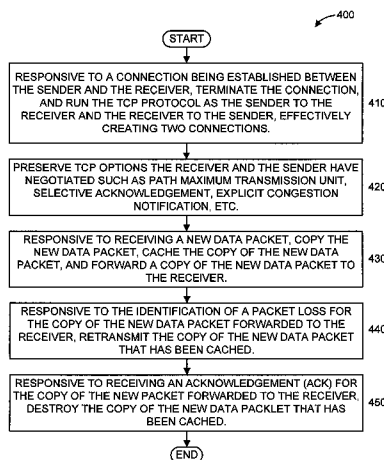 400
START
RESPONSIVE TO A CONNECTION BEING ESTABLISHED BETWEEN
THE SENDER AND THE RECEIVER, TERMINATE THE CONNECTION,
AND RUN THE TCP PROTOCOL AS THE SENDER TO THE
RECEIVER AND THE RECEIVER TO THE SENDER, EFFECTIVELY
CREATING TWO CONNECTIONS.
410
PRESERVE TCP OPTIONS THE RECEIVER AND THE SENDER HAVE
NEGOTIATED SUCH AS PATH MAXIMUM TRANSMISSION UNIT,
SELECTIVE ACKNOWLEDGEMENT, EXPLICIT CONGESTION
NOTIFICATION, ETC.
420
RESPONSIVE TO RECEIVING A NEW DATA PACKET, COPY THE
NEW DATA PACKET, CACHE THE COPY OF THE NEW DATA
PACKET, AND FORWARD A COPY OF THE NEW DATA PACKET TO
THE RECEIVER.
430
RESPONSIVE TO THE IDENTIFICATION OF A PACKET LOSS FOR
THE COPY OF THE NEW DATA PACKET FORWARDED TO THE
RECEIVER, RETRANSMIT THE COPY OF THE NEW DATA PACKET
THAT HAS BEEN CACHED.
440
RESPONSIVE TO RECEIVING AN ACKNOWLEDGEMENT (ACK) FOR
THE COPY OF THE NEW PACKET FORWARDED TO THE RECEIVER,
DESTROY THE COPY OF THE NEW DATA PACKLET THAT HAS
BEEN CACHED.
450
END